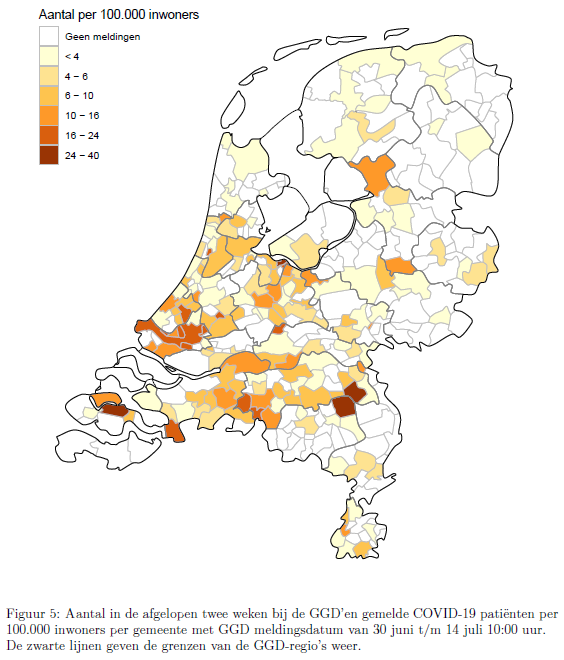 Aantal per 100.000 inwoners
Geen meldingen
< 4
4 – 6
6 – 10
10 – 16
16 – 24
24 – 40
Figuur 5: Aantal in de afgelopen twee weken bij de GGD'en gemelde COVID-19 patiënten per
100.000 inwoners per gemeente met GGD meldingsdatum van 30 juni t/m 14 juli 10:00 uur.
De zwarte lijnen geven de grenzen van de GGD-regio's weer.